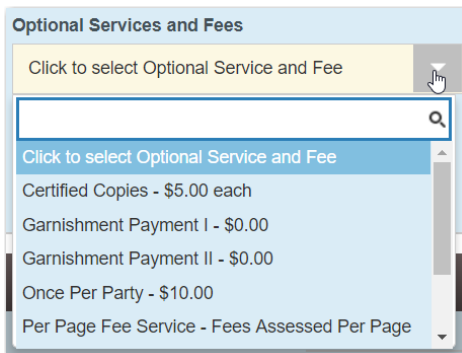 Optional Services and Fees
Click to select Optional Service and Fee
Click to select Optional Service and Fee
Certified Copies - $5.00 each
Garnishment Payment I - $0.00
Garnishment Payment II - $0.00
Once Per Party - $10.00
Per Page Fee Service - Fees Assessed Per Page